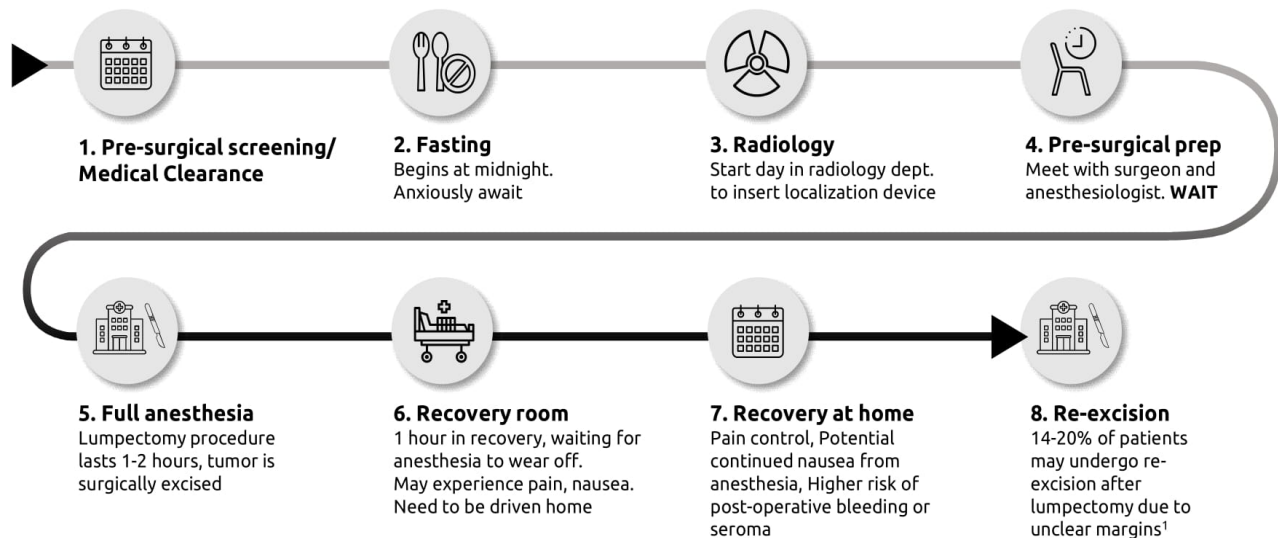 1. Pre-surgical screening/
Medical Clearance
2. Fasting
Begins at midnight.
Anxiously await
3. Radiology
Start day in radiology dept.
to insert localization device
4. Pre-surgical prep
Meet with surgeon and
anesthesiologist. WAIT
5. Full anesthesia
Lumpectomy procedure
lasts 1-2 hours, tumor is
surgically excised
6. Recovery room
1 hour in recovery, waiting for
anesthesia to wear off.
May experience pain, nausea.
Need to be driven home
7. Recovery at home
Pain control, Potential
continued nausea from
anesthesia, Higher risk of
post-operative bleeding or
seroma
8. Re-excision
14-20% of patients
may undergo re-
excision after
lumpectomy due to
unclear margins¹